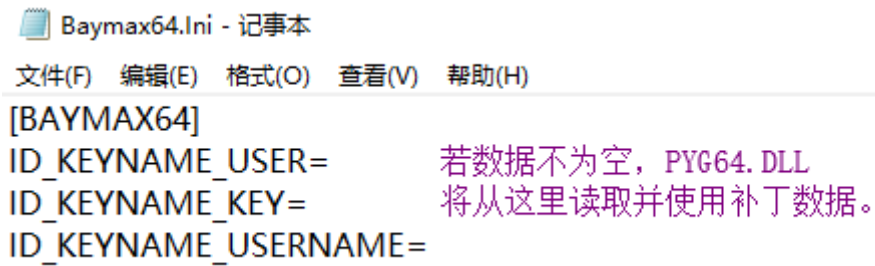 Baymax64.Ini - 记事本
文件(F) 编辑(E) 格式(O) 查看(V) 帮助(H)
[BAYMAX64]
ID_KEYNAME_USER= 若数据不为空，PYG64.DLL
ID_KEYNAME_KEY= 将从这里读取并使用补丁数据。
ID_KEYNAME_USERNAME=